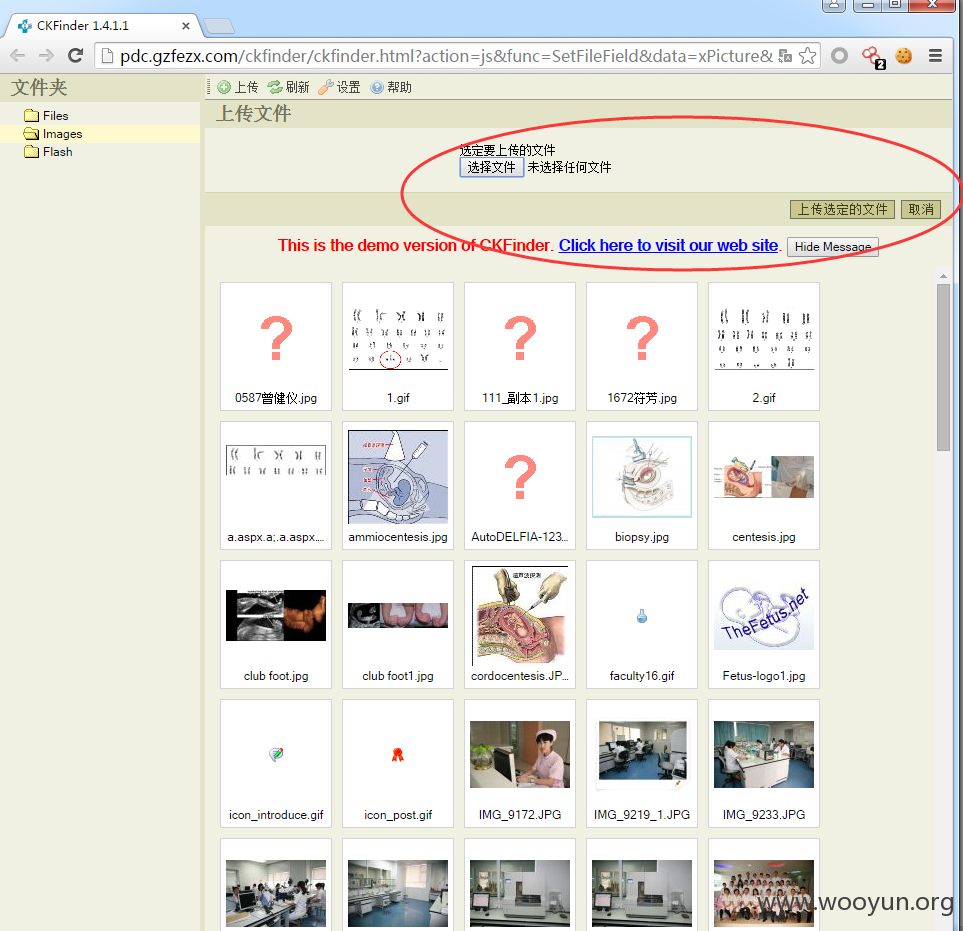 CKFinder 1.4.1.1
pdc.gzfezx.com/ckfinder/ckfinder.html?action=js&func=SetFileField&data=xPicture&
2
文件夹
上传 刷新 设置 帮助
Files
Images
Flash
上传文件
选定要上传的文件
选择文件 未选择任何文件
上传选定的文件 取消
This is the demo version of CKFinder. Click here to visit our web site. Hide Message
? ? ?
0587曾健仪.jpg 1.gif 111_副本1.jpg 1672符芳.jpg 2.gif
?
a.aspx.a;.a.aspx.... ammiocentesis.jpg AutoDELFIA-123... biopsy.jpg centesis.jpg
TheFetus.net
club foot.jpg club foot1.jpg cordocentesis.JP... faculty16.gif Fetus-logo1.jpg
icon_introduce.gif icon_post.gif IMG_9172.JPG IMG_9219_1.JPG IMG_9233.JPG
www.wooyun.org